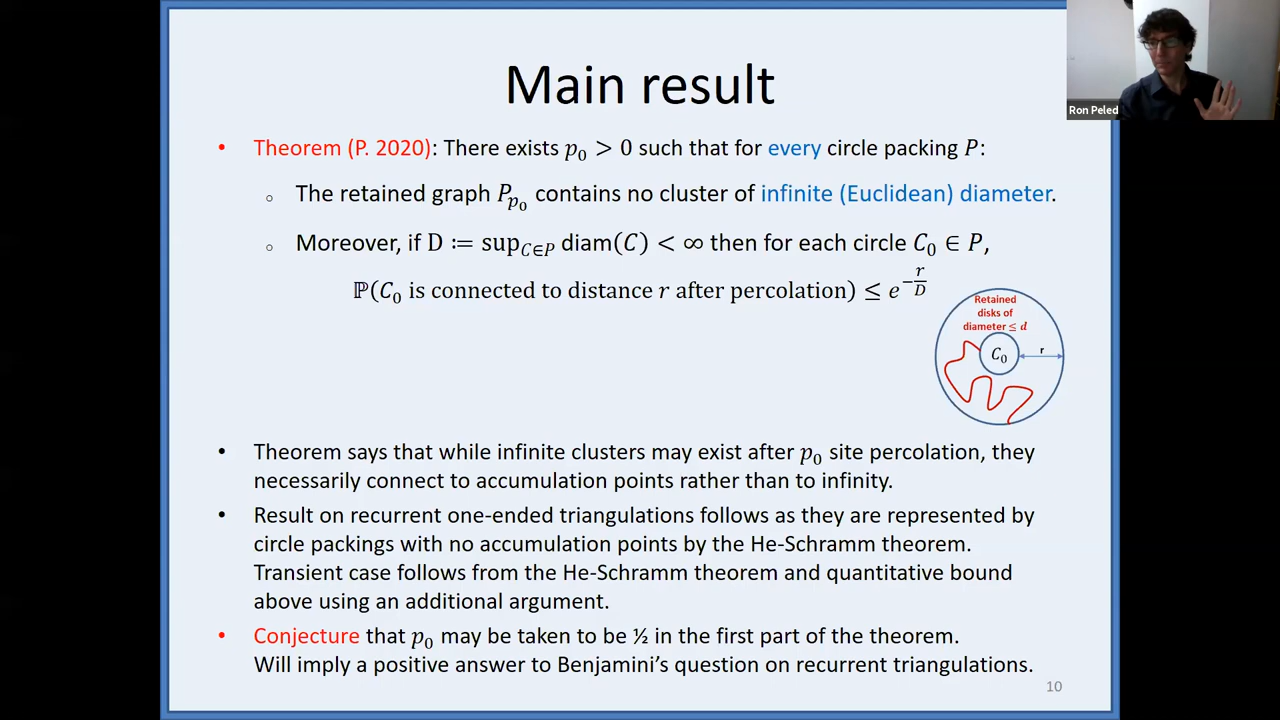 Main result
Ron Peled
• Theorem (P. 2020): There exists p₀ > 0 such that for every circle packing P:
○ The retained graph P_{p₀} contains no cluster of infinite (Euclidean) diameter.
○ Moreover, if D ≔ sup_{C∈P} diam(C) < ∞ then for each circle C₀ ∈ P,
ℙ(C₀ is connected to distance r after percolation) ≤ e^{-r/D}
Retained
disks of
diameter ≤ d
C₀
r
• Theorem says that while infinite clusters may exist after p₀ site percolation, they
necessarily connect to accumulation points rather than to infinity.
• Result on recurrent one-ended triangulations follows as they are represented by
circle packings with no accumulation points by the He-Schramm theorem.
Transient case follows from the He-Schramm theorem and quantitative bound
above using an additional argument.
• Conjecture that p₀ may be taken to be ½ in the first part of the theorem.
Will imply a positive answer to Benjamini’s question on recurrent triangulations.
10